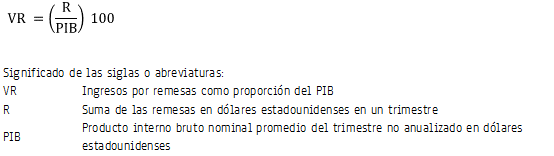 VR = (R/PIB) 100
Significado de las siglas o abreviaturas:
VR Ingresos por remesas como proporción del PIB
R Suma de las remesas en dólares estadounidenses en un trimestre
PIB Producto interno bruto nominal promedio del trimestre no anualizado en dólares
estadounidenses